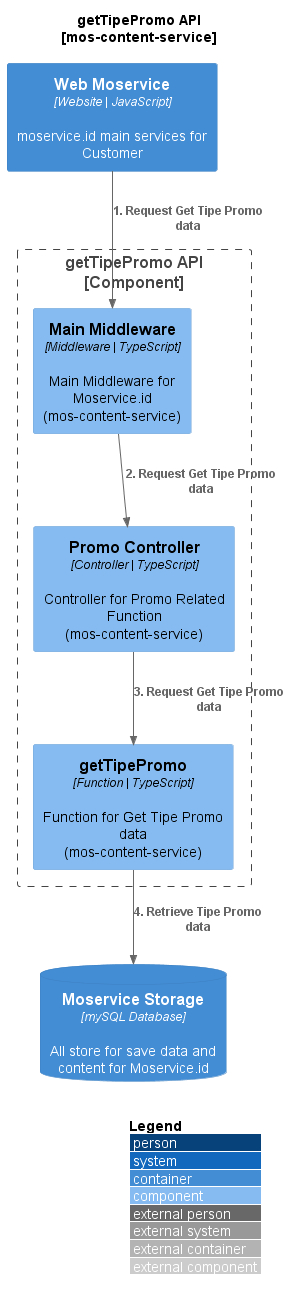 getTipePromo API
[mos-content-service]
Web Moservice
[Website | JavaScript]
moservice.id main services for
Customer
1. Request Get Tipe Promo
data
getTipePromo API
[Component]
Main Middleware
[Middleware | TypeScript]
Main Middleware for
Moservice.id
(mos-content-service)
2. Request Get Tipe Promo
data
Promo Controller
[Controller | TypeScript]
Controller for Promo Related
Function
(mos-content-service)
3. Request Get Tipe Promo
data
getTipePromo
[Function | TypeScript]
Function for Get Tipe Promo
data
(mos-content-service)
4. Retrieve Tipe Promo
data
Moservice Storage
[mySQL Database]
All store for save data and
content for Moservice.id
Legend
person
system
container
component
external person
external system
external container
external component